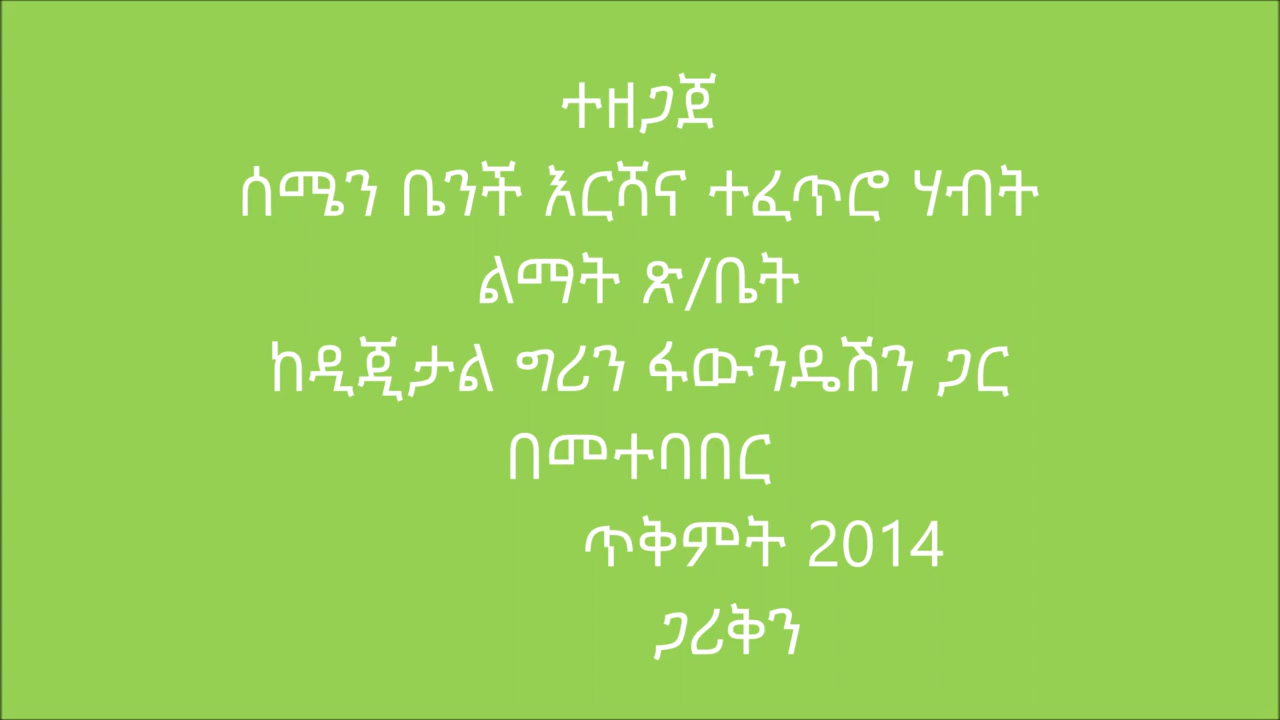 ተዘጋጀ
ሰሜን ቤንች እርሻና ተፈጥሮ ሃብት
ልማት ጽ/ቤት
ከዲጂታል ግሪን ፋውንዴሽን ጋር
በመተባበር
ጥቅምት 2014
ጋሪቅን